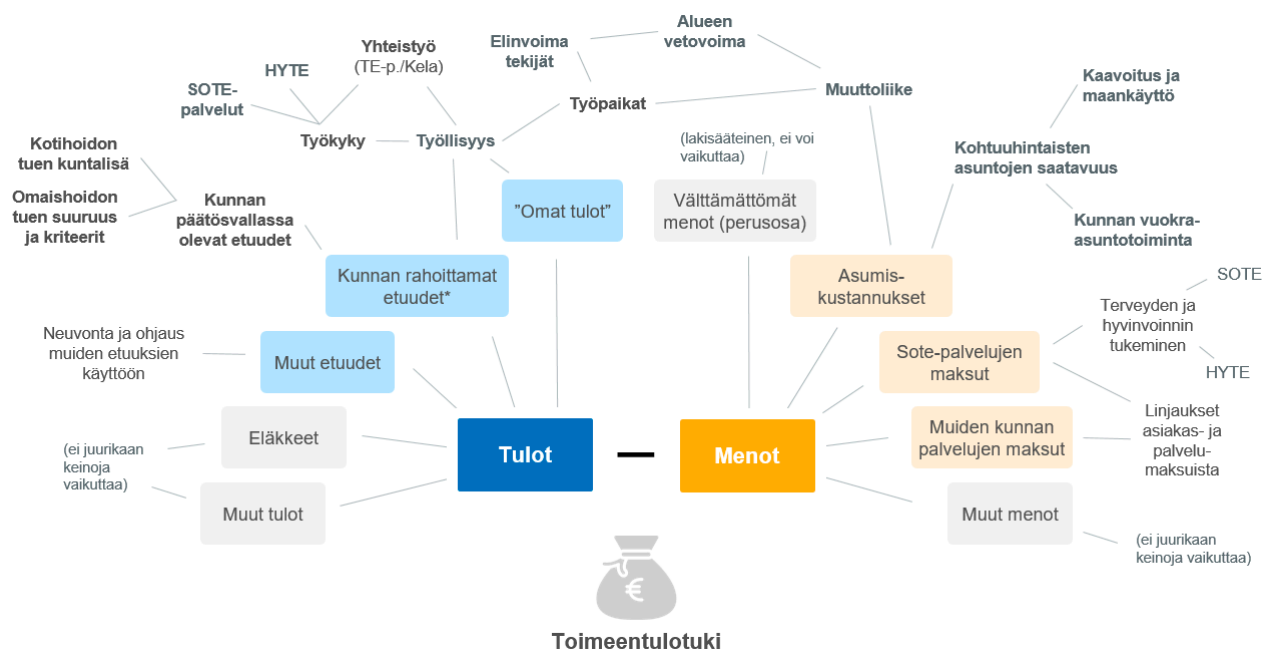 Alueen
vetovoima
Elinvoima
tekijät
Yhteistyö
(TE-p./Kela)
HYTE
SOTE-
palvelut
Työpaikat
Muuttoliike
Kaavoitus ja
maankäyttö
Työkyky
Työllisyys
(lakisääteinen, ei voi
vaikuttaa)
Kohtuuhintaisten
asuntojen saatavuus
Kotihoidon
tuen kuntalisä
Omaishoidon
tuen suuruus
ja kriteerit
Kunnan
päätösvallassa
olevat etuudet
"Omat tulot"
Välttämättömät
menot (perusosa)
Kunnan vuokra-
asuntotoiminta
Kunnan rahoittamat
etuudet*
Asumis-
kustannukset
SOTE
Terveyden ja
hyvinvoinnin
tukeminen
HYTE
Neuvonta ja ohjaus
muiden etuuksien
käyttöön
Muut etuudet
Sote-palvelujen
maksut
Linjaukset
asiakas- ja
palvelu-
maksuista
Eläkkeet
(ei juurikaan
keinoja
vaikuttaa)
Tulot
Menot
Muiden kunnan
palvelujen maksut
Muut tulot
Muut menot
(ei juurikaan
keinoja vaikuttaa)
€
Toimeentulotuki